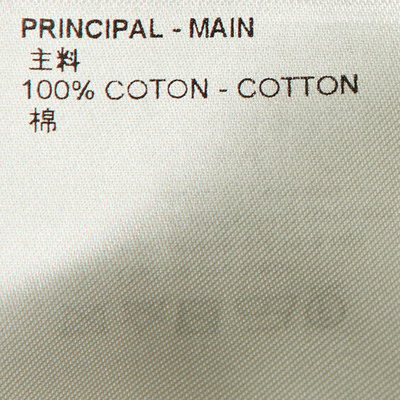 PRINCIPAL - MAIN
主料
100% COTON - COTTON
棉